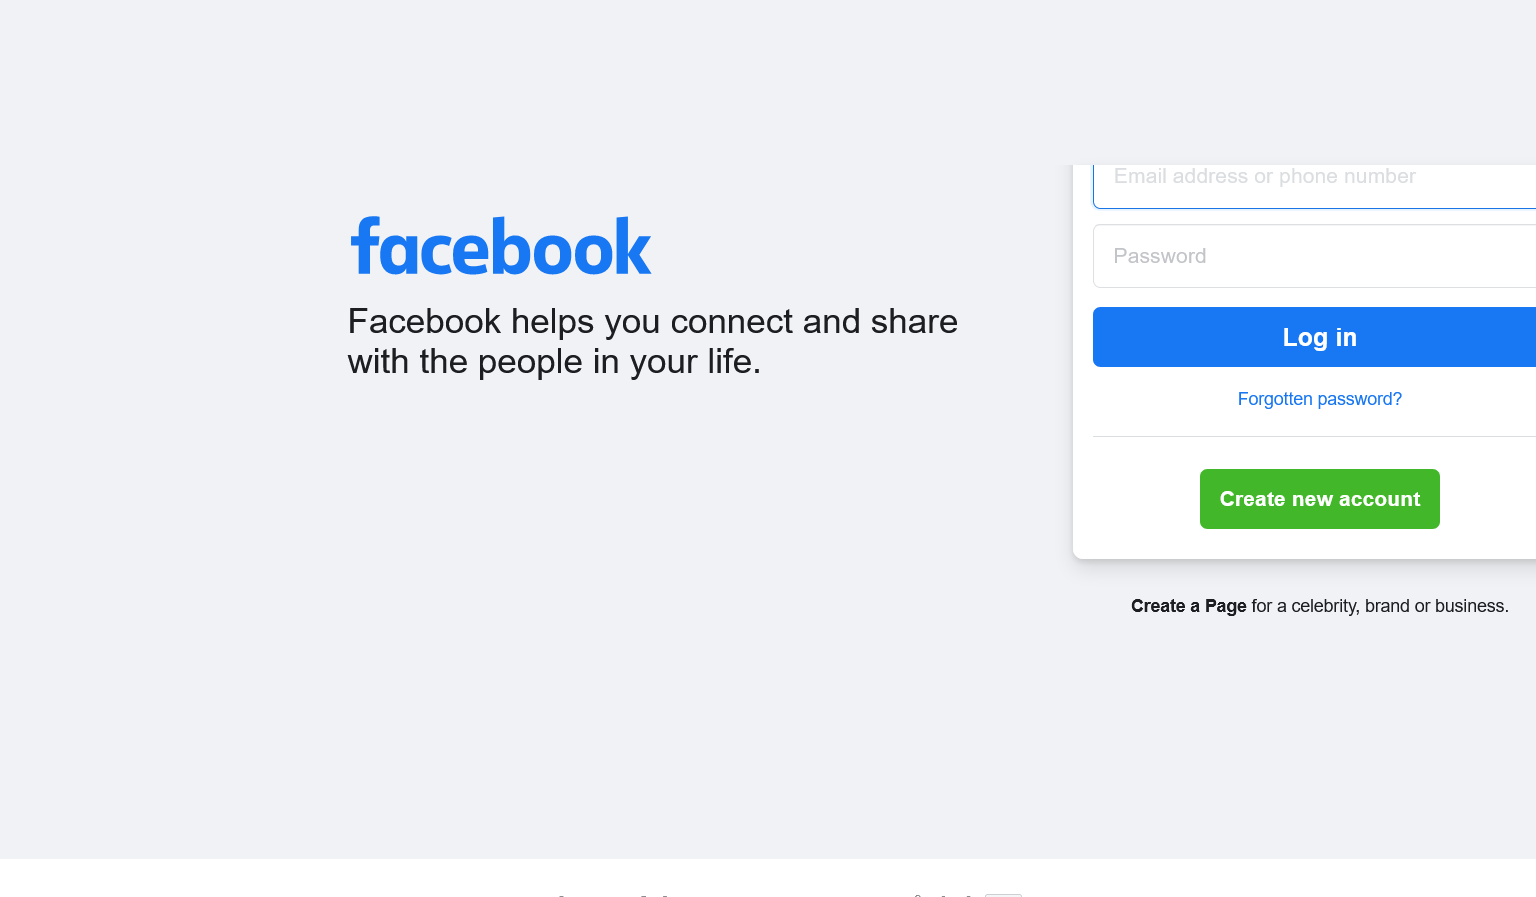 facebook
Facebook helps you connect and share
with the people in your life.
Email address or phone number
Password
Log in
Forgotten password?
Create new account
Create a Page for a celebrity, brand or business.